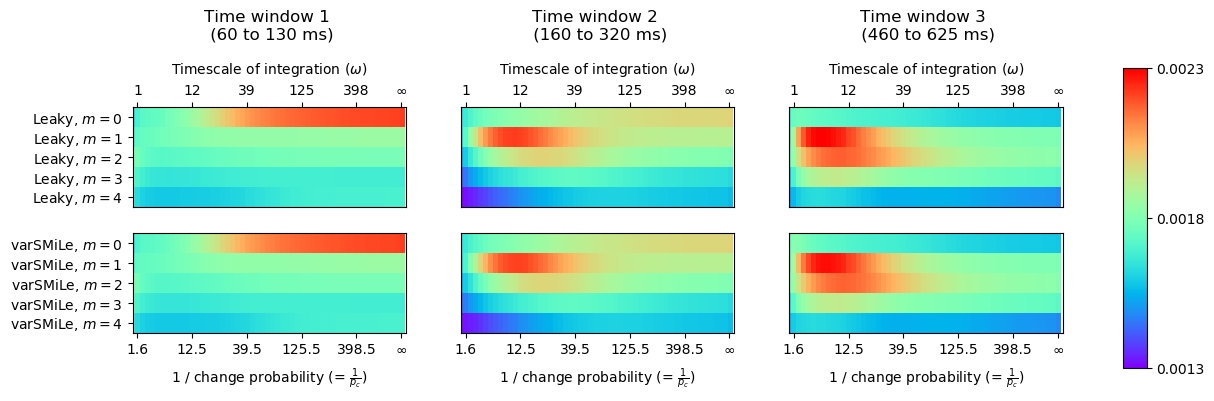 Time window 1
(60 to 130 ms)
Time window 2
(160 to 320 ms)
Time window 3
(460 to 625 ms)
Timescale of integration (ω)
Timescale of integration (ω)
Timescale of integration (ω)
1 12 39 125 398 ∞
1 12 39 125 398 ∞
1 12 39 125 398 ∞
Leaky, m = 0
Leaky, m = 1
Leaky, m = 2
Leaky, m = 3
Leaky, m = 4
varSMiLe, m = 0
varSMiLe, m = 1
varSMiLe, m = 2
varSMiLe, m = 3
varSMiLe, m = 4
1.6 12.5 39.5 125.5 398.5 ∞
1.6 12.5 39.5 125.5 398.5 ∞
1.6 12.5 39.5 125.5 398.5 ∞
1 / change probability (= 1/p_c)
1 / change probability (= 1/p_c)
1 / change probability (= 1/p_c)
0.0023
0.0018
0.0013